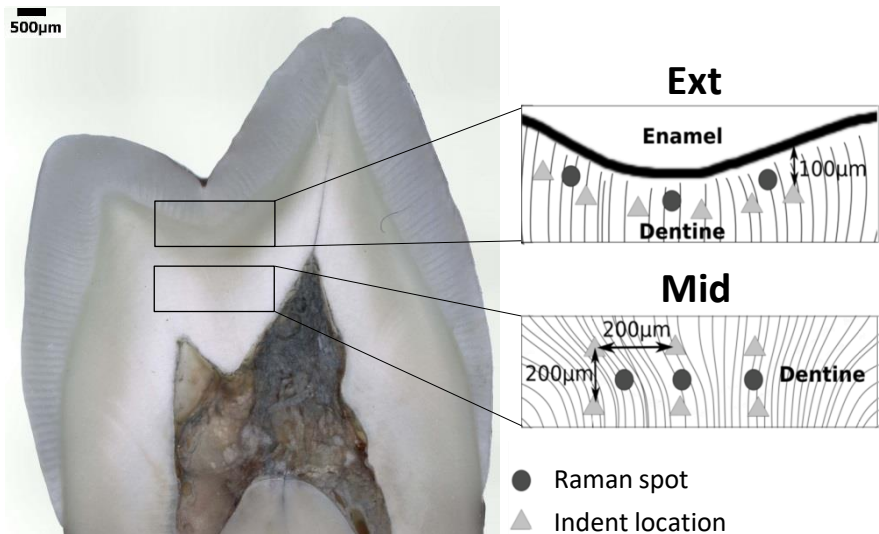 500µm
Ext
Enamel
100µm
Dentine
Mid
200µm
200µm
Dentine
Raman spot
Indent location